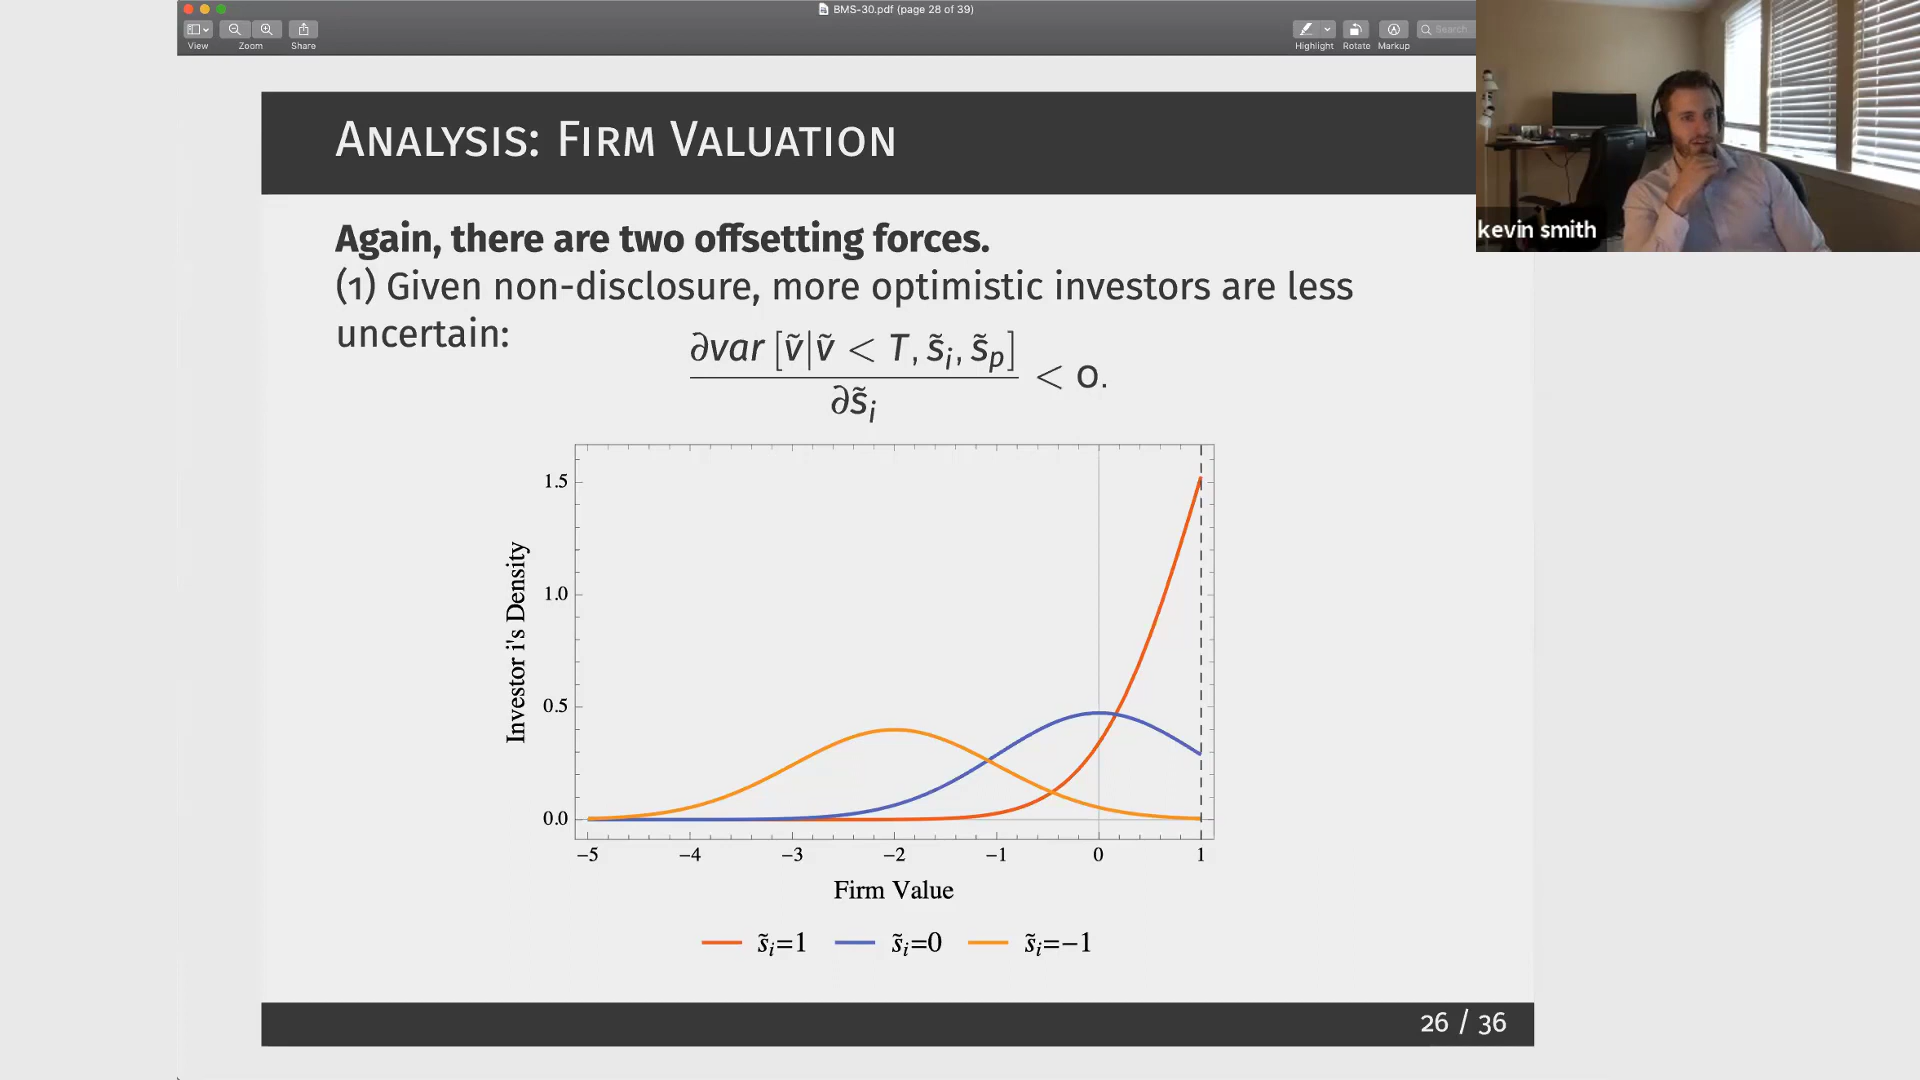 BMS-30.pdf (page 28 of 39)
View Zoom Share Highlight Rotate Markup Search
kevin smith
ANALYSIS: FIRM VALUATION
Again, there are two offsetting forces.
(1) Given non-disclosure, more optimistic investors are less
uncertain:
∂var [ṽ|ṽ < T, s̃ᵢ, s̃ₚ]
∂s̃ᵢ
< 0.
Investor i's Density
1.5
1.0
0.5
0.0
−5 −4 −3 −2 −1 0 1
Firm Value
s̃ᵢ=1 s̃ᵢ=0 s̃ᵢ=−1
26 / 36